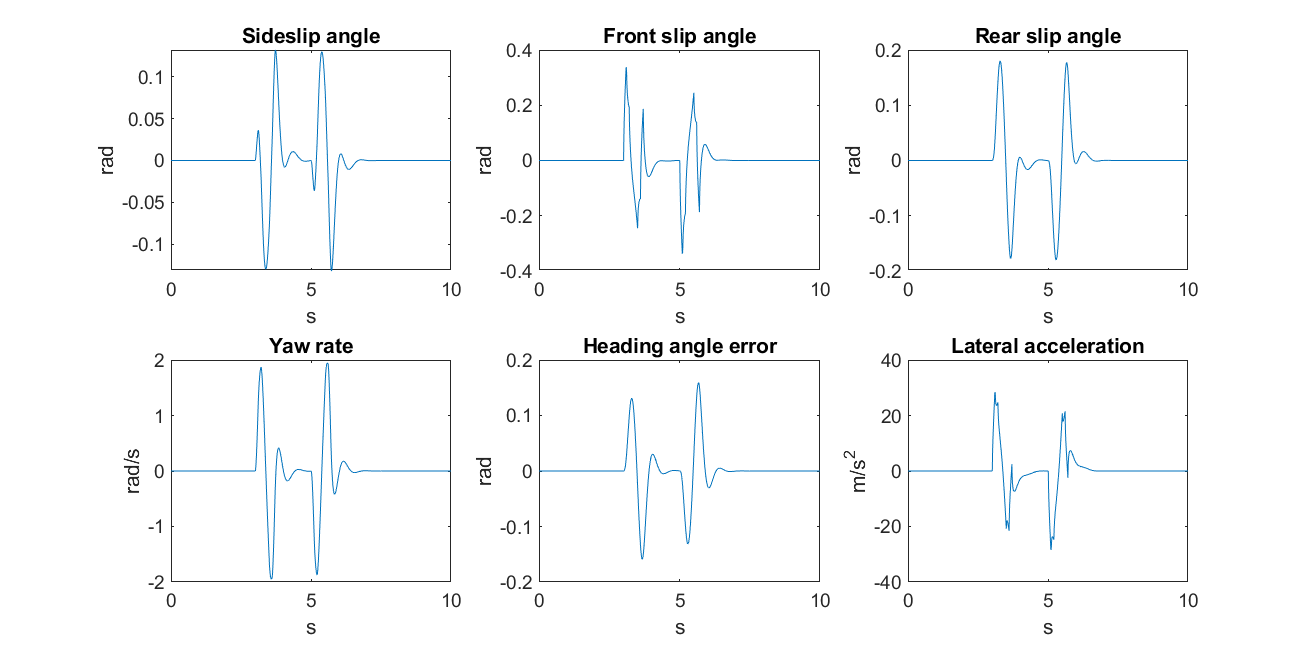 Sideslip angle
0.1
0.05
0
-0.05
-0.1
rad
0 5 10
s
Front slip angle
0.4
0.2
0
-0.2
-0.4
rad
0 5 10
s
Rear slip angle
0.2
0.1
0
-0.1
-0.2
rad
0 5 10
s
Yaw rate
2
1
0
-1
-2
rad/s
0 5 10
s
Heading angle error
0.2
0.1
0
-0.1
-0.2
rad
0 5 10
s
Lateral acceleration
40
20
0
-20
-40
m/s²
0 5 10
s